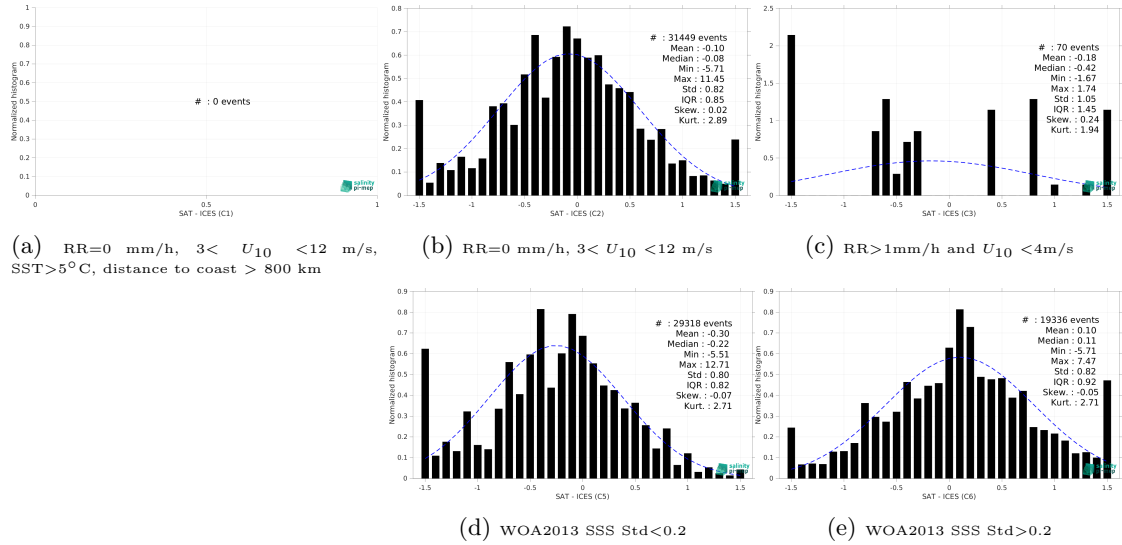 1
0.9
0.8
0.7
0.6
0.5
0.4
0.3
0.2
0.1
0
Normalized histogram
# : 0 events
salinity
pi-mep
0
0.5
1
SAT - ICES (C1)
(a) RR=0 mm/h, 3< U10 <12 m/s,
SST>5°C, distance to coast > 800 km
0.8
0.7
0.6
0.5
0.4
0.3
0.2
0.1
0
Normalized histogram
# : 31449 events
Mean : -0.10
Median : -0.08
Min : -5.71
Max : 11.45
Std : 0.82
IQR : 0.85
Skew. : 0.02
Kurt. : 2.89
salinity
pi-mep
-1.5
-1
-0.5
0
0.5
1
1.5
SAT - ICES (C2)
(b) RR=0 mm/h, 3< U10 <12 m/s
2.5
2
1.5
1
0.5
0
Normalized histogram
# : 70 events
Mean : -0.18
Median : -0.42
Min : -1.67
Max : 1.74
Std : 1.05
IQR : 1.45
Skew. : 0.24
Kurt. : 1.94
salinity
pi-mep
-1.5
-1
-0.5
0
0.5
1
1.5
SAT - ICES (C3)
(c) RR>1mm/h and U10 <4m/s
0.9
0.8
0.7
0.6
0.5
0.4
0.3
0.2
0.1
0
Normalized histogram
# : 29318 events
Mean : -0.30
Median : -0.22
Min : -5.51
Max : 12.71
Std : 0.80
IQR : 0.82
Skew. : -0.07
Kurt. : 2.71
salinity
pi-mep
-1.5
-1
-0.5
0
0.5
1
1.5
SAT - ICES (C5)
(d) WOA2013 SSS Std<0.2
0.9
0.8
0.7
0.6
0.5
0.4
0.3
0.2
0.1
0
Normalized histogram
# : 19336 events
Mean : 0.10
Median : 0.11
Min : -5.71
Max : 7.47
Std : 0.82
IQR : 0.92
Skew. : -0.05
Kurt. : 2.71
salinity
pi-mep
-1.5
-1
-0.5
0
0.5
1
1.5
SAT - ICES (C6)
(e) WOA2013 SSS Std>0.2